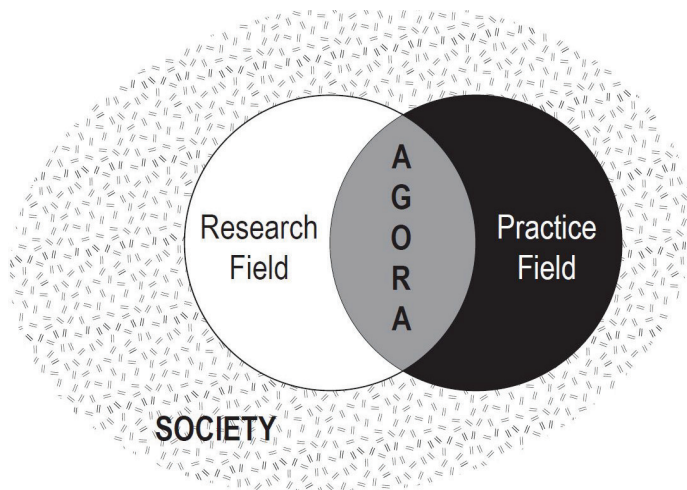 Research
Field
A
G
O
R
A
Practice
Field
SOCIETY